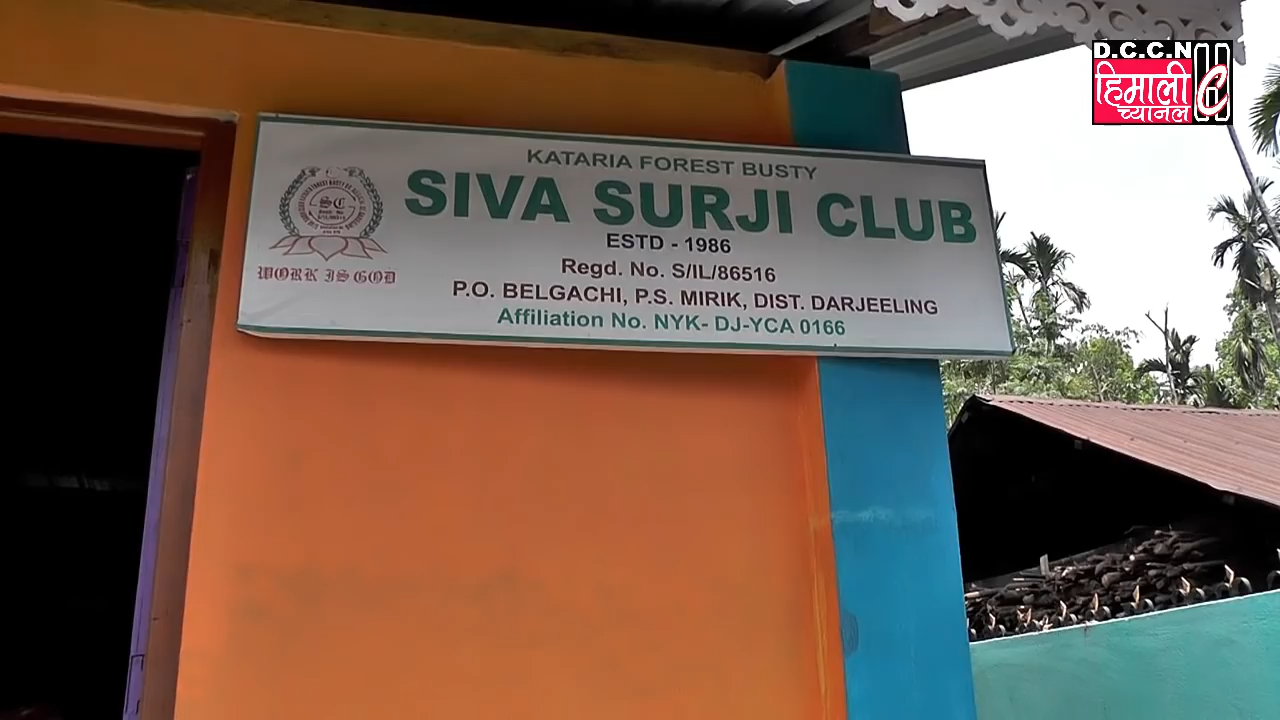 D.C.C.N
हिमाली
च्यानल
KATARIA FOREST BUSTY
SIVA SURJI CLUB
ESTD - 1986
Regd. No. S/IL/86516
P.O. BELGACHI, P.S. MIRIK, DIST. DARJEELING
Affiliation No. NYK- DJ-YCA 0166
SC
WORK IS GOD